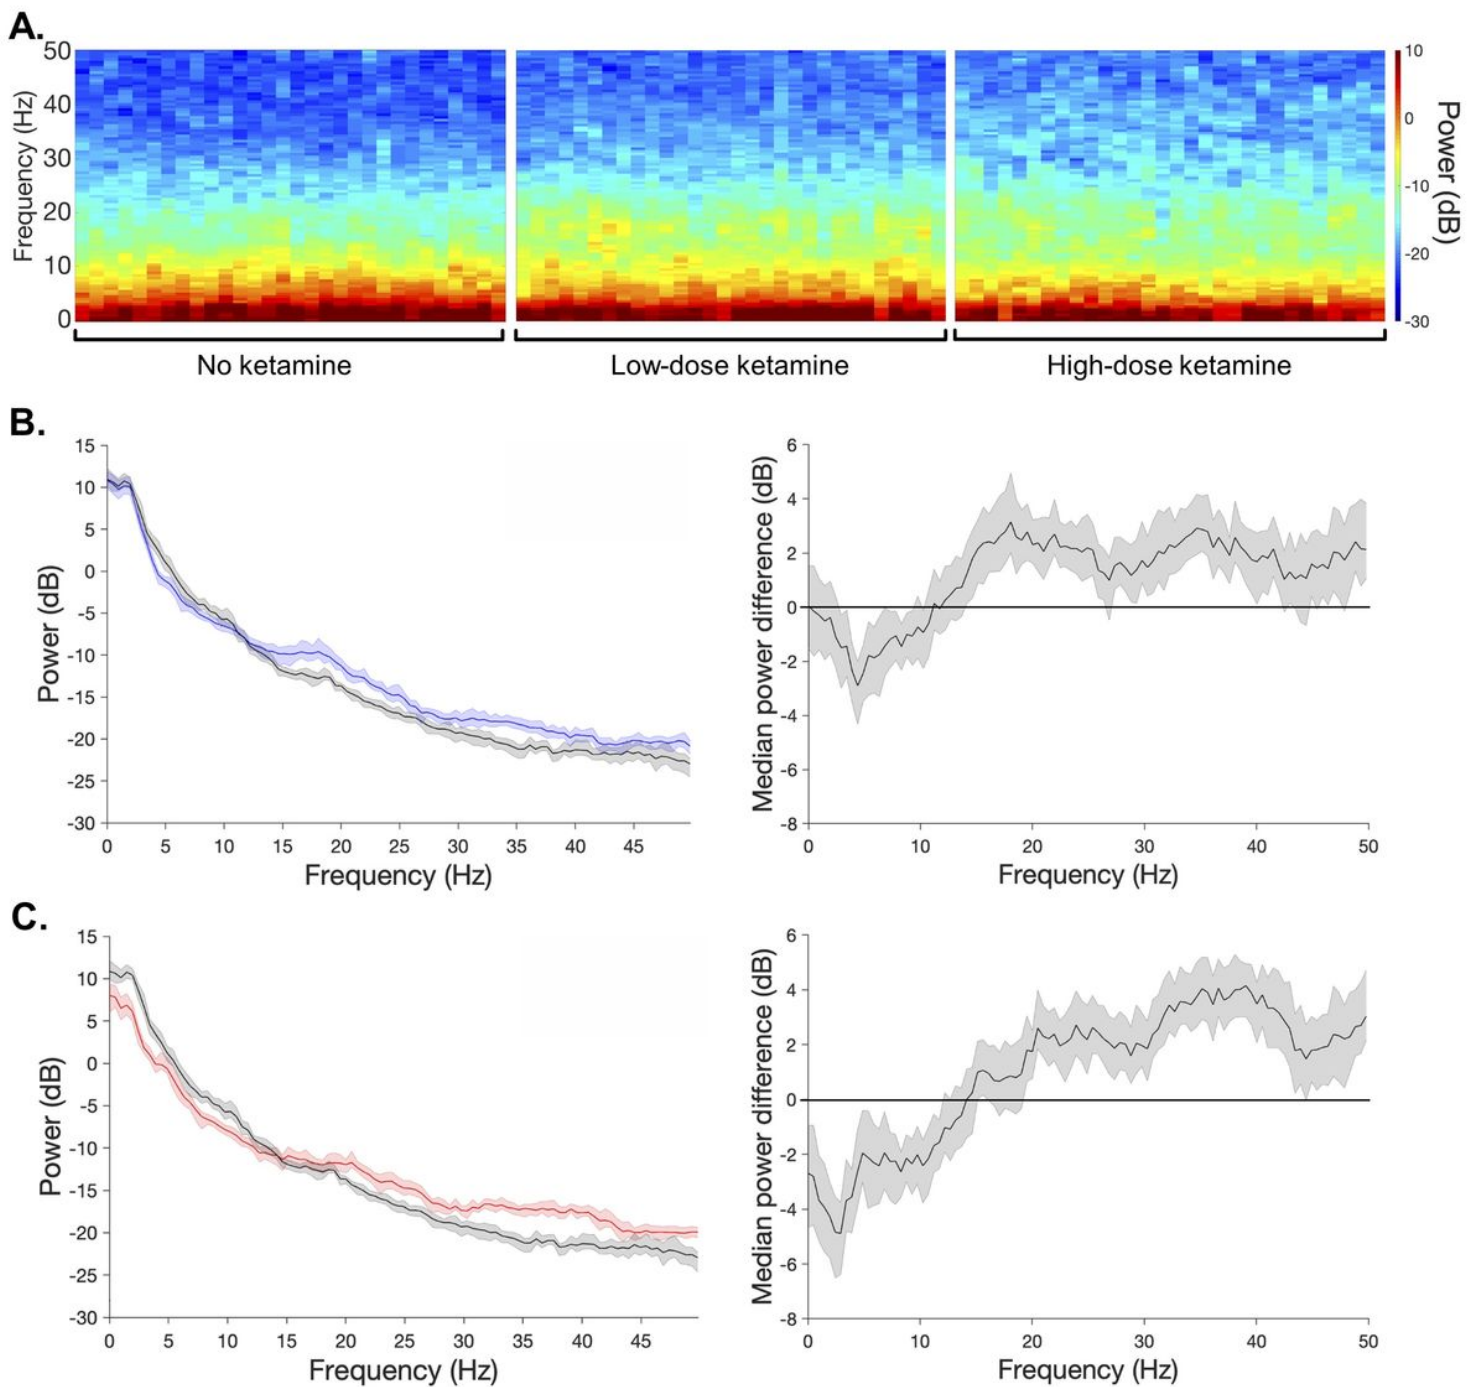 A.
Frequency (Hz)
50
40
30
20
10
0
No ketamine
Low-dose ketamine
High-dose ketamine
10
0
-10
-20
-30
Power (dB)
B.
Power (dB)
15
10
5
0
-5
-10
-15
-20
-25
-30
0 5 10 15 20 25 30 35 40 45
Frequency (Hz)
Median power difference (dB)
6
4
2
0
-2
-4
-6
-8
0 10 20 30 40 50
Frequency (Hz)
C.
Power (dB)
15
10
5
0
-5
-10
-15
-20
-25
-30
0 5 10 15 20 25 30 35 40 45
Frequency (Hz)
Median power difference (dB)
6
4
2
0
-2
-4
-6
-8
0 10 20 30 40 50
Frequency (Hz)